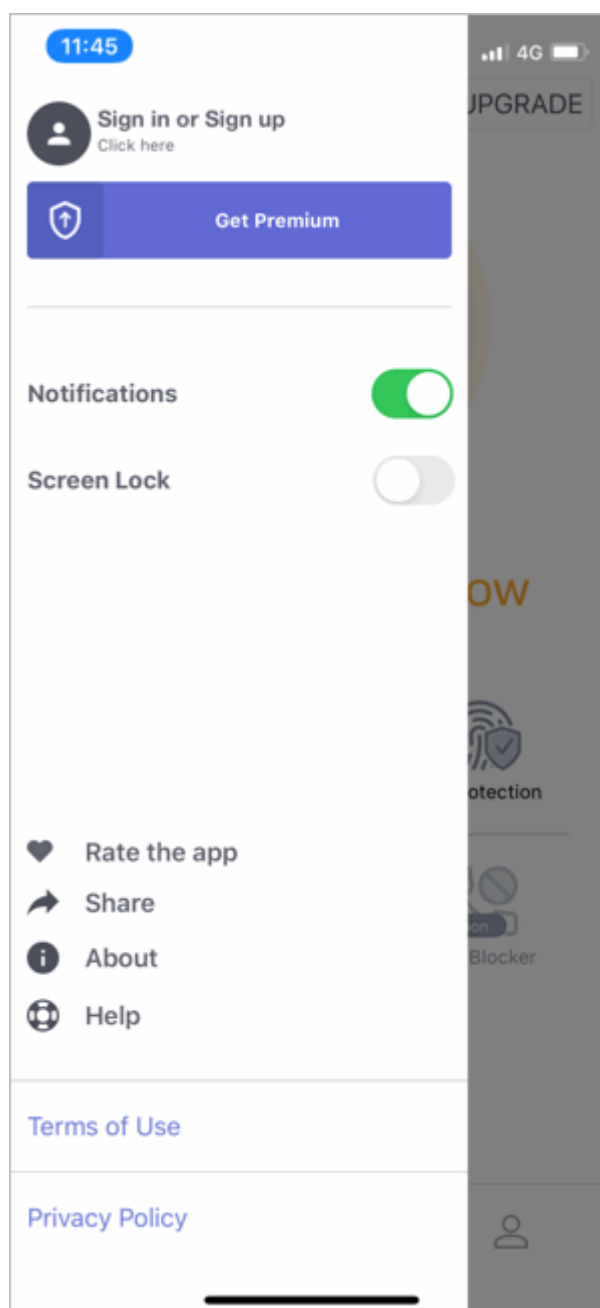 11:45
4G
UPGRADE
Sign in or Sign up
Click here
Get Premium
Notifications
Screen Lock
OW
otection
Rate the app
Share
on
About
Blocker
Help
Terms of Use
Privacy Policy